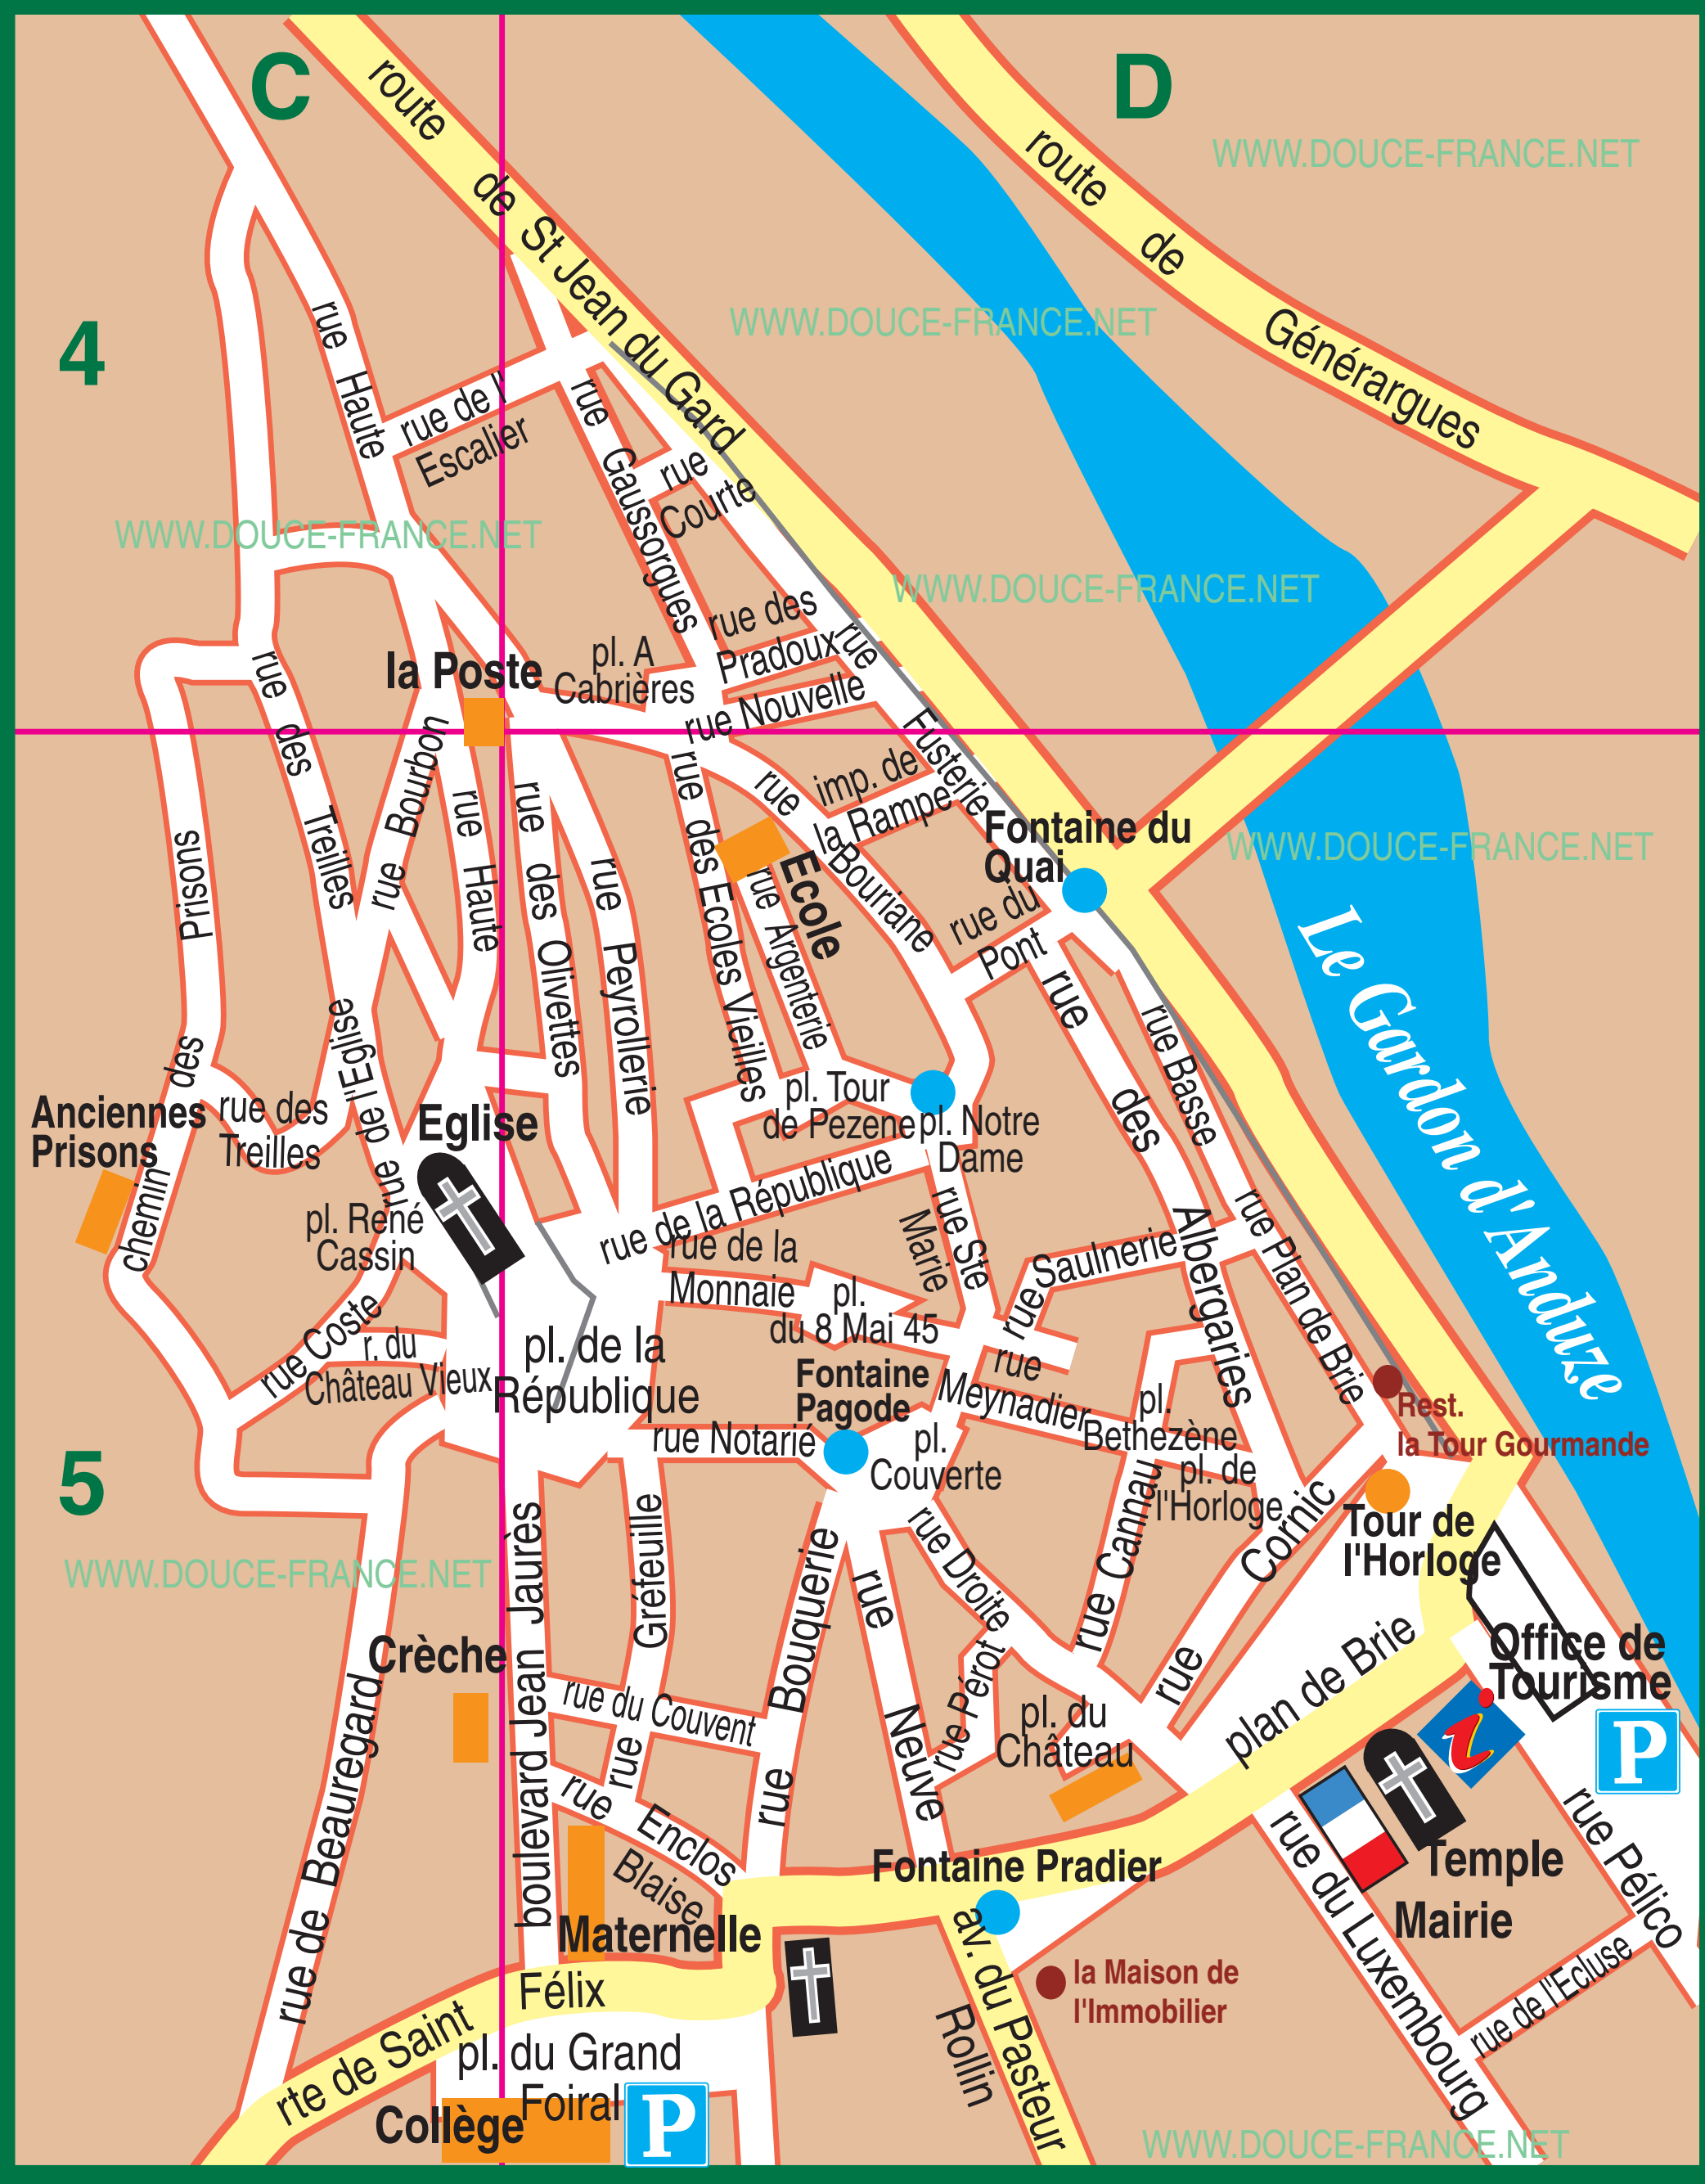 C
D
4
5
route de St Jean du Gard
route de Générargues
WWW.DOUCE-FRANCE.NET
WWW.DOUCE-FRANCE.NET
WWW.DOUCE-FRANCE.NET
WWW.DOUCE-FRANCE.NET
WWW.DOUCE-FRANCE.NET
WWW.DOUCE-FRANCE.NET
WWW.DOUCE-FRANCE.NET
rue Haute
rue de l'
Escalier
rue Gaussorgues
rue
Courte
rue des
Pradoux
rue Nouvelle
pl. A
Cabrières
la Poste
rue des Treilles
rue Bourbon
rue Haute
rue des Olivettes
rue Peyrollerie
rue des Ecoles Vieilles
rue Argenterie
Ecole
rue Bouriane
imp. de
la Rampe
rue Fusterie
Fontaine du
Quai
rue du
Pont
rue des Albergaries
rue Basse
Le Gardon d'Anduze
chemin des Prisons
Anciennes
Prisons
rue des
Treilles
rue de l'Eglise
Eglise
pl. René
Cassin
rue Coste
r. du
Château Vieux
pl. Tour
de Pezene
pl. Notre
Dame
rue de la République
rue de la
Monnaie
pl.
du 8 Mai 45
rue Ste
Marie
rue Saulnerie
rue Plan de Brie
pl. de la
République
Fontaine
Pagode
rue Notarié
pl.
Couverte
rue
Meynadier
pl.
Bethezène
pl. de
l'Horloge
Rest.
la Tour Gourmande
Tour de
l'Horloge
rue Cornic
rue Cannau
rue Droite
rue Pérot
rue Neuve
rue Bouquerie
rue Gréfeuille
boulevard Jean Jaurès
Crèche
rue du Couvent
rue Enclos
Blaise
Maternelle
rue de Beauregard
pl. du
Château
plan de Brie
Office de
Tourisme
i
P
Temple
Mairie
rue Pélico
rue du Luxembourg
rue de l'Ecluse
Fontaine Pradier
av. du Pasteur
Rollin
la Maison de
l'Immobilier
rte de Saint Félix
pl. du Grand
Foiral
Collège
P
WWW.DOUCE-FRANCE.NET